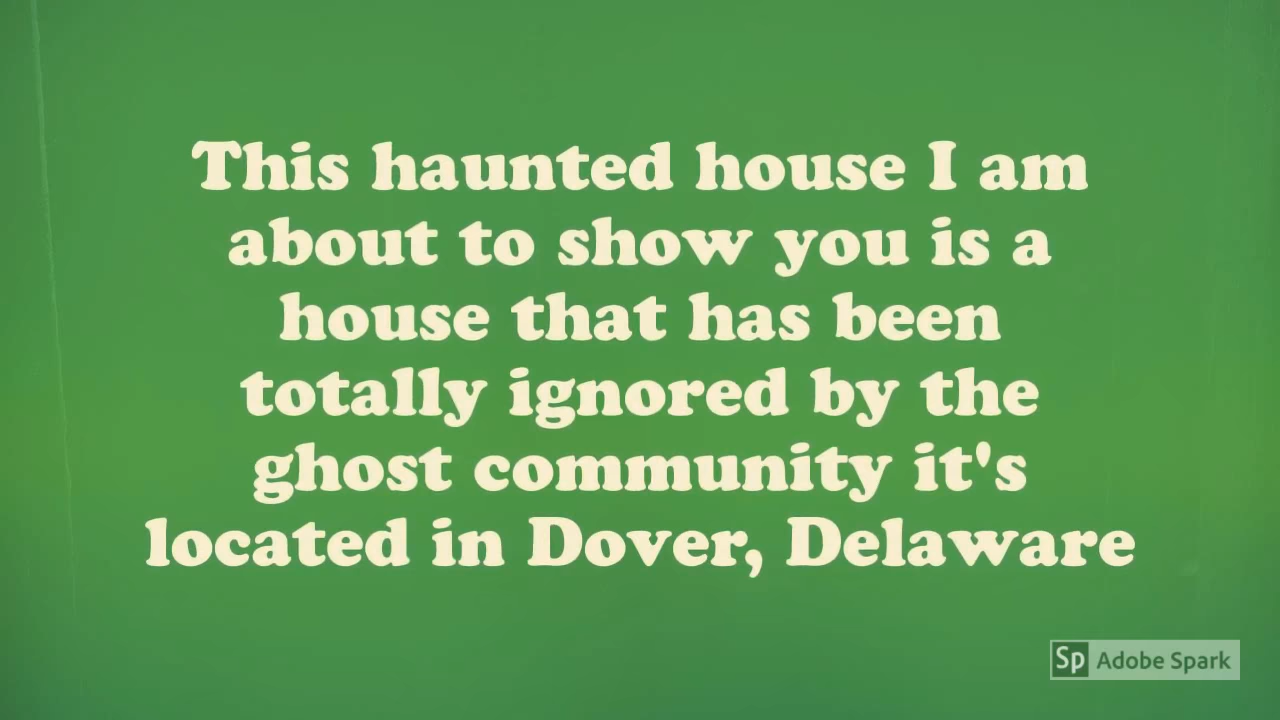 This haunted house I am
about to show you is a
house that has been
totally ignored by the
ghost community it's
located in Dover, Delaware
Sp Adobe Spark